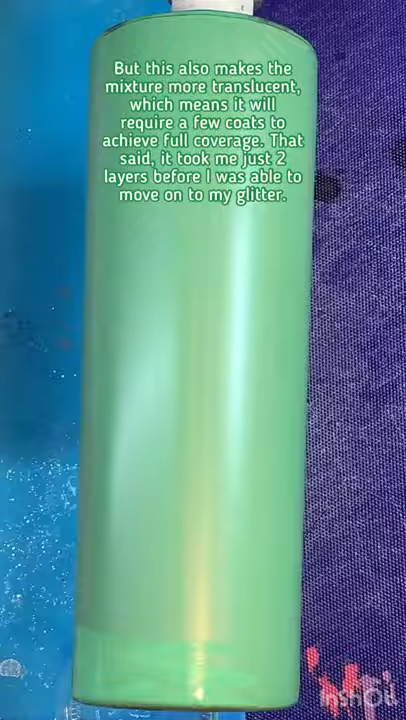 But this also makes the
mixture more translucent,
which means it will
require a few coats to
achieve full coverage. That
said, it took me just 2
layers before I was able to
move on to my glitter.
InShOt